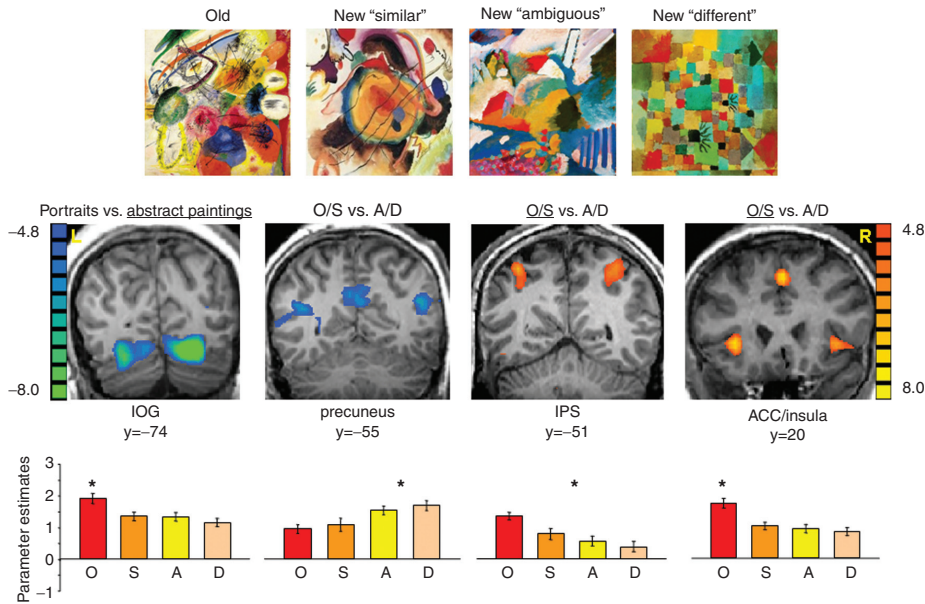 Old New “similar” New “ambiguous” New “different”
Portraits vs. abstract paintings O/S vs. A/D O/S vs. A/D O/S vs. A/D
−4.8 L R 4.8
−8.0 8.0
IOG precuneus IPS ACC/insula
y=−74 y=−55 y=−51 y=20
Parameter estimates
3
* * * *
2
1
0
O S A D O S A D O S A D O S A D
−1